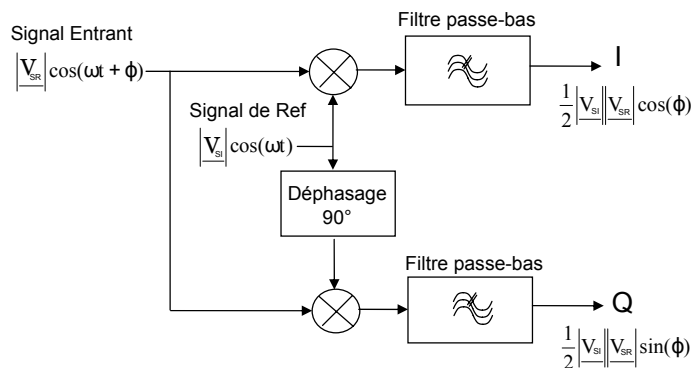 Signal Entrant
|V_SR| cos(ωt + ϕ)
Filtre passe-bas
I
1/2 |V_SI||V_SR| cos(ϕ)
Signal de Ref
|V_SI| cos(ωt)
Déphasage
90°
Filtre passe-bas
Q
1/2 |V_SI||V_SR| sin(ϕ)